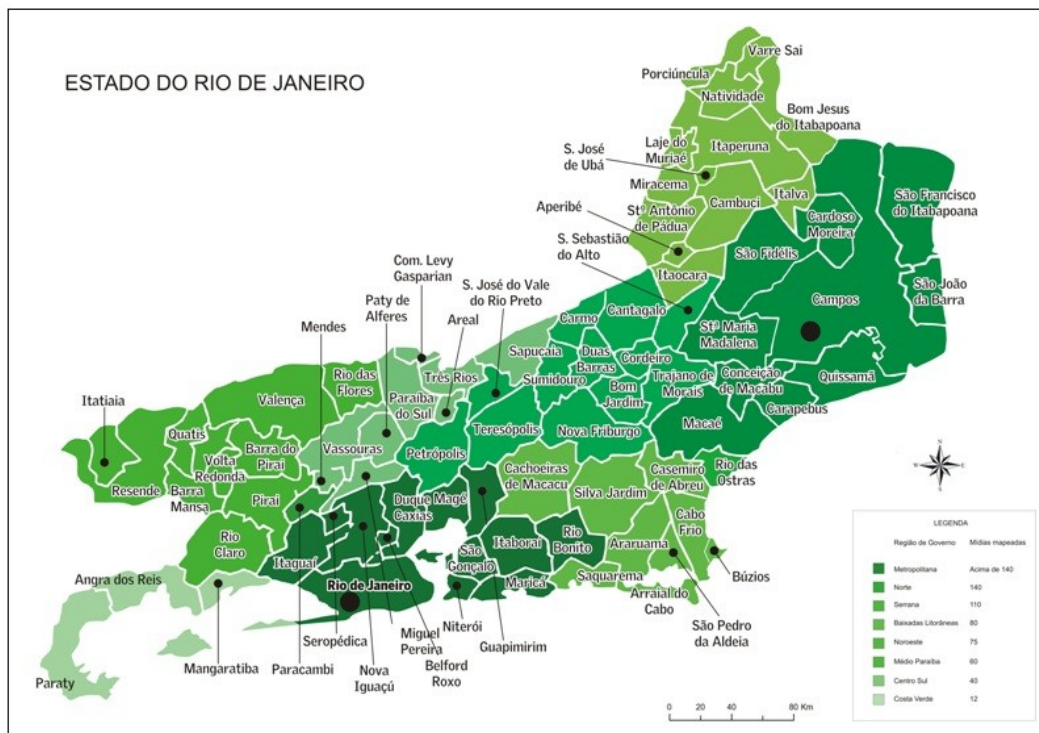 ESTADO DO RIO DE JANEIRO
Varre Sai
Porciúncula
Natividade
Bom Jesus
do Itabapoana
Laje do
Muriaé
Itaperuna
S. José
de Ubá
Miracema
Cambuci
Italva
São Francisco
do Itabapoana
Aperibé
Stº Antônio
de Pádua
Cardoso
Moreira
S. Sebastião
do Alto
São Fidélis
Itaocara
São João
da Barra
Com. Levy
Gasparian
S. José do Vale
do Rio Preto
Campos
Paty de
Alferes
Areal
Cantagalo
Carmo
Stª Maria
Madalena
Mendes
Sapucaia
Duas
Barras
Cordeiro
Rio das
Flores
Três Rios
Sumidouro
Trajano de
Morais
Conceição
de Macabu
Quissamã
Itatiaia
Valença
Paraíba
do Sul
Bom
Jardim
Carapebus
Quatis
Vassouras
Teresópolis
Nova Friburgo
Macaé
Barra do
Piraí
Volta
Redonda
Petrópolis
Cachoeiras
de Macacu
Casemiro
de Abreu
Rio das
Ostras
Resende
Barra
Mansa
Piraí
Duque
Caxias
Magé
Silva Jardim
Cabo
Frio
Rio
Claro
Itaguaí
Itaboraí
Rio
Bonito
Araruama
São
Gonçalo
Angra dos Reis
Rio de Janeiro
Maricá
Saquarema
Búzios
Arraial do
Cabo
São Pedro
da Aldeia
Niterói
Miguel
Pereira
Seropédica
Guapimirim
Mangaratiba
Paracambi
Nova
Iguaçú
Belford
Roxo
Paraty
N
W
E
S
LEGENDA
Região de Governo Mídias mapeadas
Metropolitana Acima de 140
Norte 140
Serrana 110
Baixadas Litorâneas 80
Noroeste 75
Médio Paraíba 60
Centro Sul 40
Costa Verde 12
0 20 40 60 80 Km